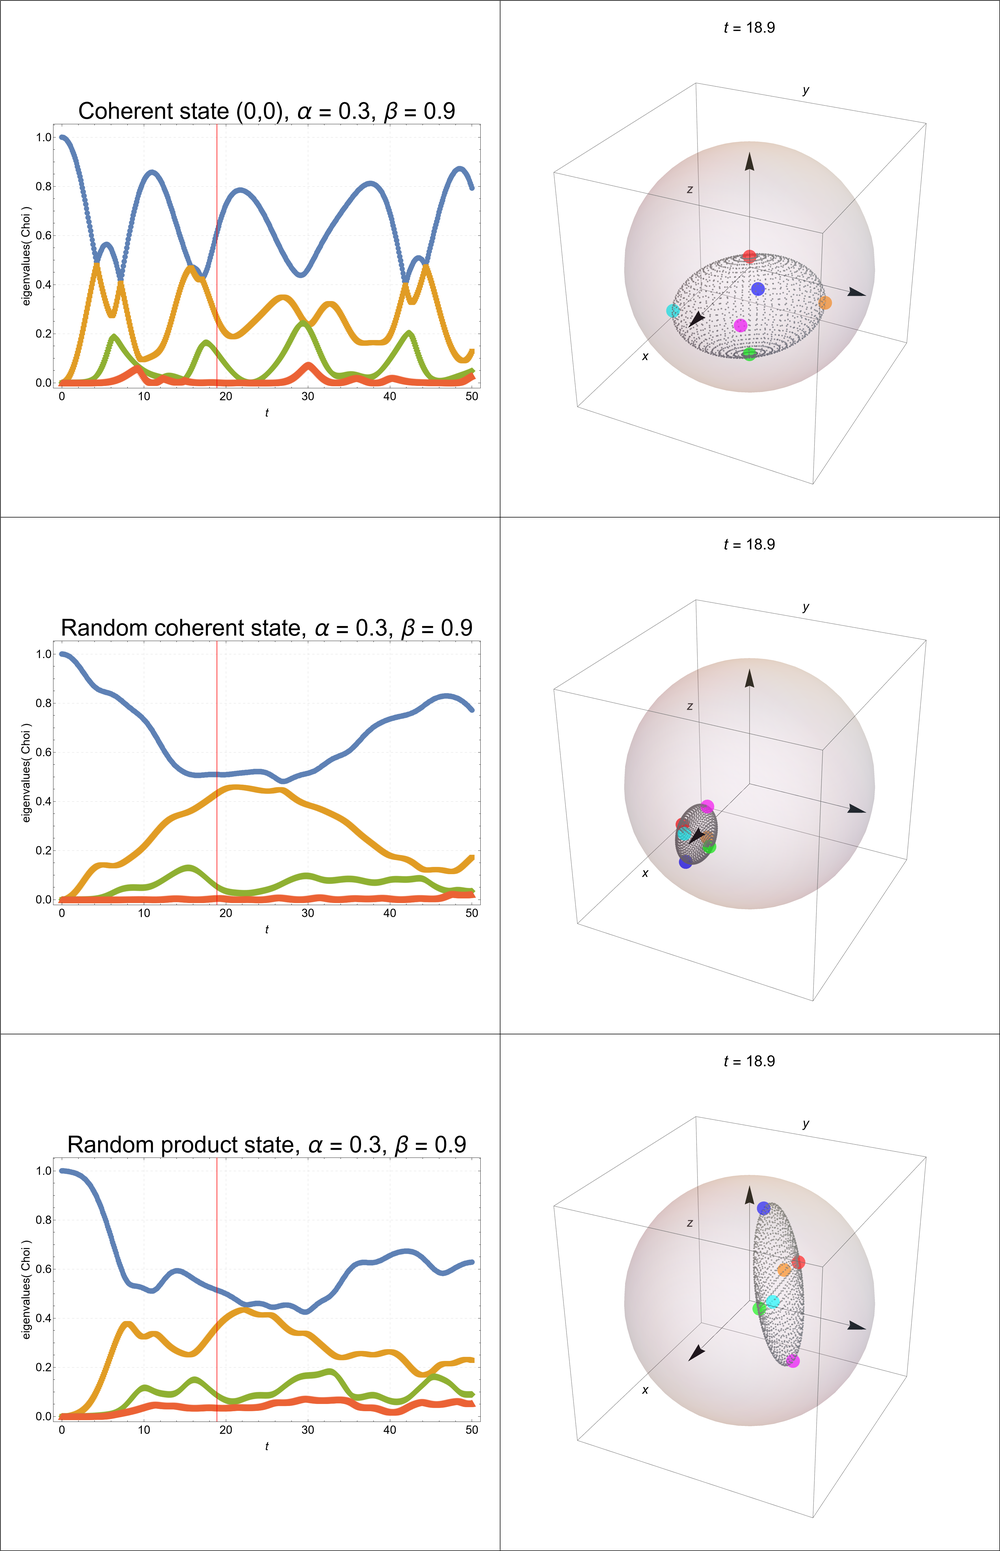 t = 18.9
y
Coherent state (0,0), α = 0.3, β = 0.9
z
x
eigenvalues( Choi )
1.0
0.8
0.6
0.4
0.2
0.0
0 10 20 30 40 50
t
t = 18.9
y
Random coherent state, α = 0.3, β = 0.9
z
x
eigenvalues( Choi )
1.0
0.8
0.6
0.4
0.2
0.0
0 10 20 30 40 50
t
t = 18.9
y
Random product state, α = 0.3, β = 0.9
z
x
eigenvalues( Choi )
1.0
0.8
0.6
0.4
0.2
0.0
0 10 20 30 40 50
t